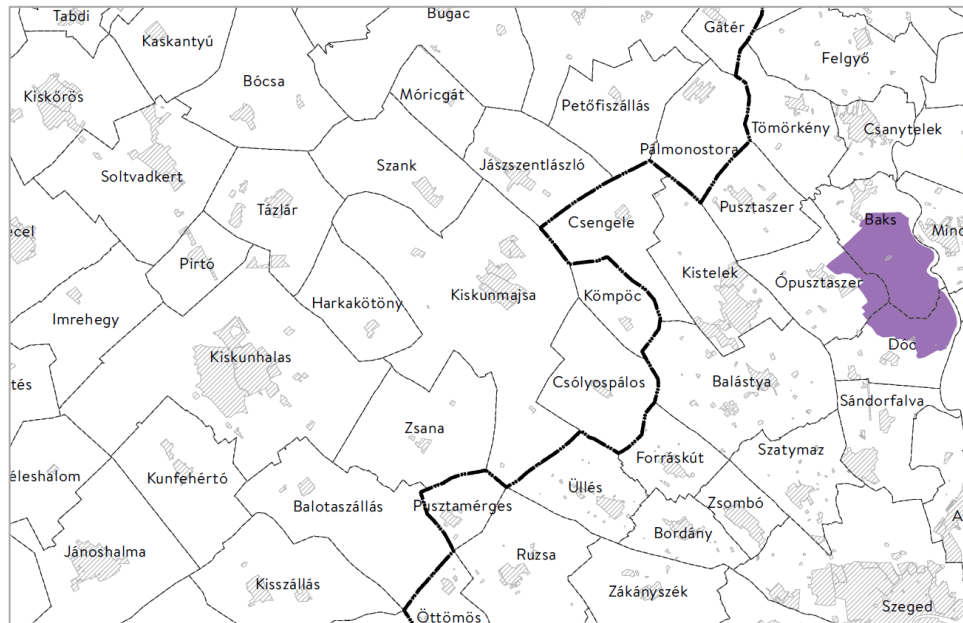 Tabdi
Bugac
Gátér
Kaskantyú
Felgyő
Bócsa
Kiskőrös
Móricgát
Petőfiszállás
Tömörkény
Csanytelek
Pálmonostora
Soltvadkert
Szank
Jászszentlászló
Tázlár
Pusztaszer
Baks
Csengele
ecel
Mind
Pirtó
Kistelek
Ópusztaszer
Kiskunmajsa
Kömpöc
Harkakötöny
Imrehegy
Dóc
Kiskunhalas
tés
Csólyospálos
Balástya
Sándorfalva
Zsana
Szatymaz
Forráskút
éleshalom
Kunfehértó
Üllés
Balotaszállás
Pusztamérges
Zsombó
A
Bordány
Jánoshalma
Ruzsa
Kisszállás
Zákányszék
Szeged
Öttömös